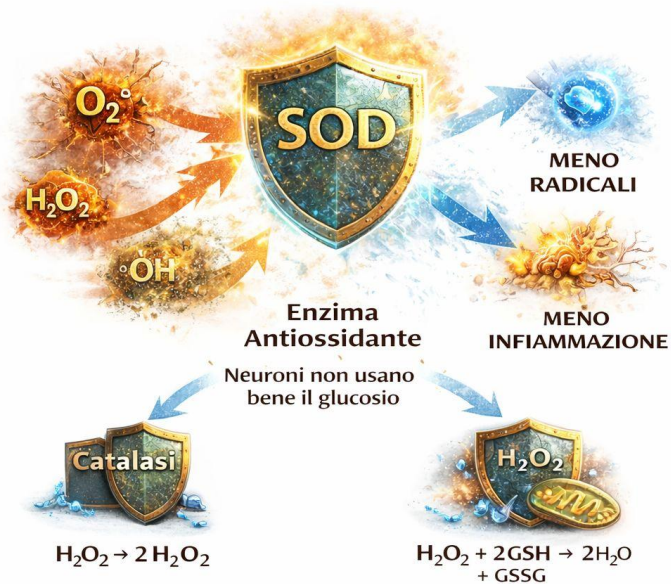 O₂°
H₂O₂
°OH
SOD
MENO
RADICALI
MENO
INFIAMMAZIONE
Enzima
Antiossidante
Neuroni non usano
bene il glucosio
Catalasi
H₂O₂ → 2 H₂O₂
H₂O₂
H₂O₂ + 2GSH → 2H₂O
+ GSSG